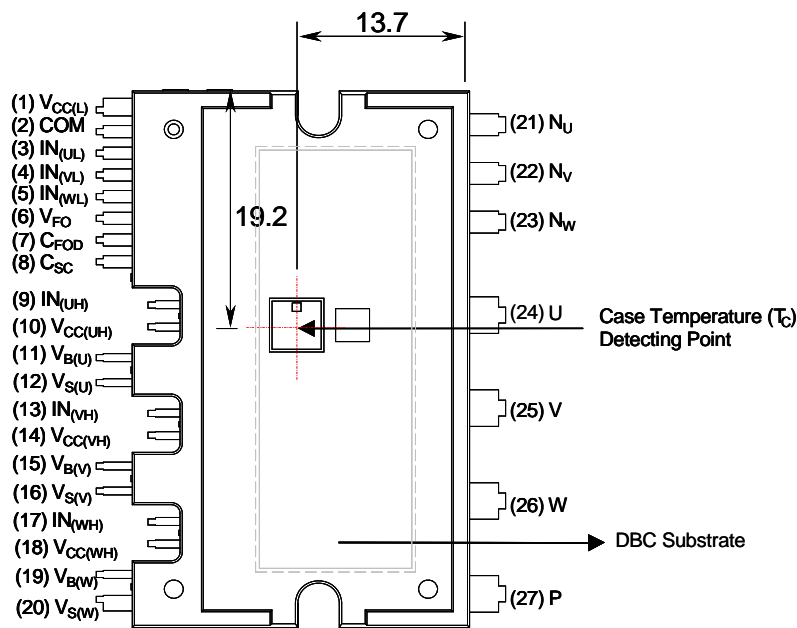 13.7
19.2
(1) VCC(L)
(2) COM
(3) IN(UL)
(4) IN(VL)
(5) IN(WL)
(6) VFO
(7) CFOD
(8) CSC
(9) IN(UH)
(10) VCC(UH)
(11) VB(U)
(12) VS(U)
(13) IN(VH)
(14) VCC(VH)
(15) VB(V)
(16) VS(V)
(17) IN(WH)
(18) VCC(WH)
(19) VB(W)
(20) VS(W)
(21) NU
(22) NV
(23) NW
(24) U
(25) V
(26) W
(27) P
Case Temperature (TC)
Detecting Point
DBC Substrate